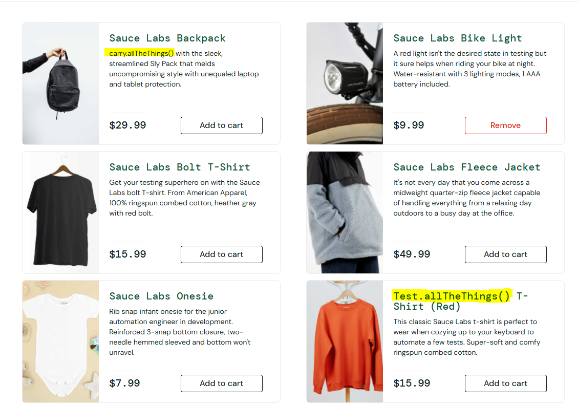 Sauce Labs Backpack
carry.allTheThings() with the sleek,
streamlined Sly Pack that melds
uncompromising style with unequaled laptop
and tablet protection.
$29.99
Add to cart
Sauce Labs Bike Light
A red light isn't the desired state in testing but
it sure helps when riding your bike at night.
Water-resistant with 3 lighting modes, 1 AAA
battery included.
$9.99
Remove
Sauce Labs Bolt T-Shirt
Get your testing superhero on with the Sauce
Labs bolt T-shirt. From American Apparel,
100% ringspun combed cotton, heather gray
with red bolt.
$15.99
Add to cart
Sauce Labs Fleece Jacket
It's not every day that you come across a
midweight quarter-zip fleece jacket capable
of handling everything from a relaxing day
outdoors to a busy day at the office.
$49.99
Add to cart
Sauce Labs Onesie
Rib snap infant onesie for the junior
automation engineer in development.
Reinforced 3-snap bottom closure, two-
needle hemmed sleeved and bottom won't
unravel.
$7.99
Add to cart
Test.allTheThings() T-
Shirt (Red)
This classic Sauce Labs t-shirt is perfect to
wear when cozying up to your keyboard to
automate a few tests. Super-soft and comfy
ringspun combed cotton.
$15.99
Add to cart